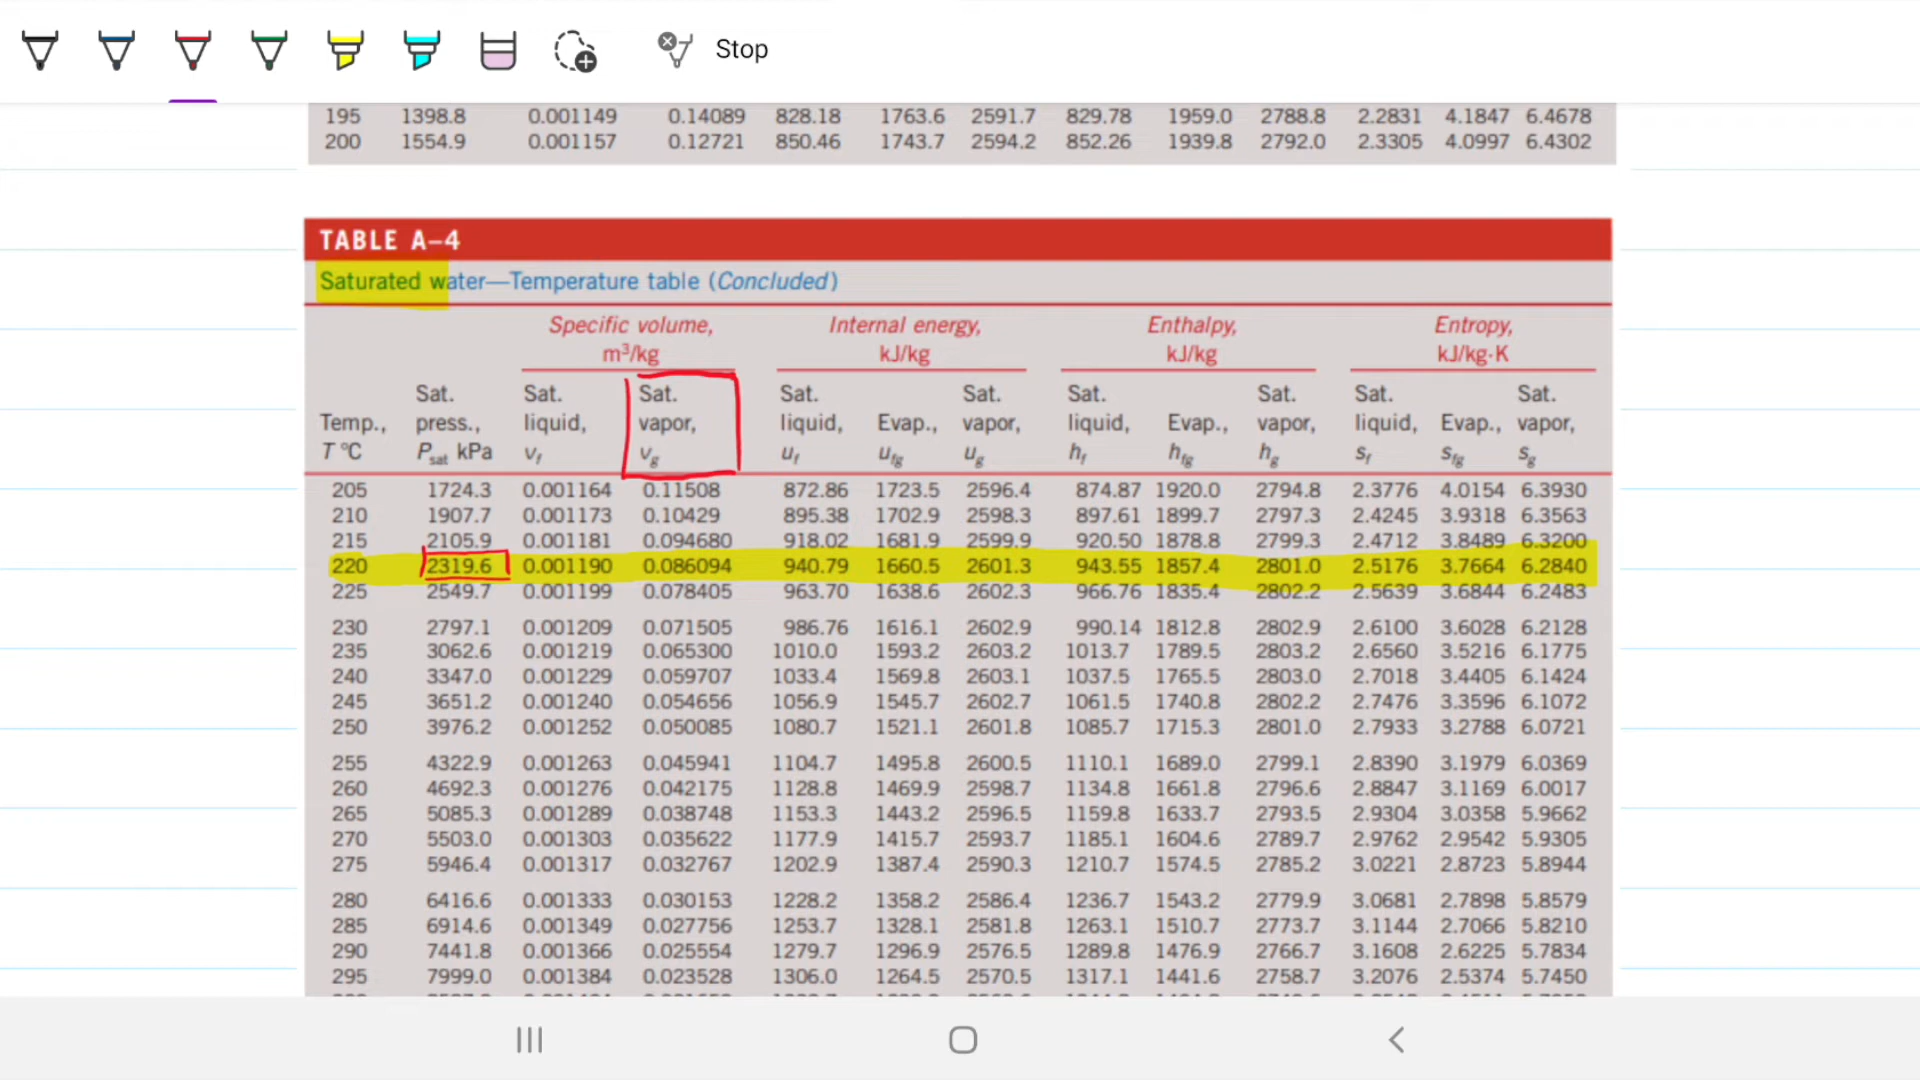 Stop
195 1398.8 0.001149 0.14089 828.18 1763.6 2591.7 829.78 1959.0 2788.8 2.2831 4.1847 6.4678
200 1554.9 0.001157 0.12721 850.46 1743.7 2594.2 852.26 1939.8 2792.0 2.3305 4.0997 6.4302
TABLE A–4
Saturated water—Temperature table (Concluded)
Specific volume, Internal energy, Enthalpy, Entropy,
m³/kg kJ/kg kJ/kg kJ/kg·K
Sat. Sat. Sat. Sat. Sat. Sat. Sat. Sat. Sat.
Temp., press., liquid, vapor, liquid, Evap., vapor, liquid, Evap., vapor, liquid, Evap., vapor,
T °C Psat kPa vf vg uf ufg ug hf hfg hg sf sfg sg
205 1724.3 0.001164 0.11508 872.86 1723.5 2596.4 874.87 1920.0 2794.8 2.3776 4.0154 6.3930
210 1907.7 0.001173 0.10429 895.38 1702.9 2598.3 897.61 1899.7 2797.3 2.4245 3.9318 6.3563
215 2105.9 0.001181 0.094680 918.02 1681.9 2599.9 920.50 1878.8 2799.3 2.4712 3.8489 6.3200
220 2319.6 0.001190 0.086094 940.79 1660.5 2601.3 943.55 1857.4 2801.0 2.5176 3.7664 6.2840
225 2549.7 0.001199 0.078405 963.70 1638.6 2602.3 966.76 1835.4 2802.2 2.5639 3.6844 6.2483
230 2797.1 0.001209 0.071505 986.76 1616.1 2602.9 990.14 1812.8 2802.9 2.6100 3.6028 6.2128
235 3062.6 0.001219 0.065300 1010.0 1593.2 2603.2 1013.7 1789.5 2803.2 2.6560 3.5216 6.1775
240 3347.0 0.001229 0.059707 1033.4 1569.8 2603.1 1037.5 1765.5 2803.0 2.7018 3.4405 6.1424
245 3651.2 0.001240 0.054656 1056.9 1545.7 2602.7 1061.5 1740.8 2802.2 2.7476 3.3596 6.1072
250 3976.2 0.001252 0.050085 1080.7 1521.1 2601.8 1085.7 1715.3 2801.0 2.7933 3.2788 6.0721
255 4322.9 0.001263 0.045941 1104.7 1495.8 2600.5 1110.1 1689.0 2799.1 2.8390 3.1979 6.0369
260 4692.3 0.001276 0.042175 1128.8 1469.9 2598.7 1134.8 1661.8 2796.6 2.8847 3.1169 6.0017
265 5085.3 0.001289 0.038748 1153.3 1443.2 2596.5 1159.8 1633.7 2793.5 2.9304 3.0358 5.9662
270 5503.0 0.001303 0.035622 1177.9 1415.7 2593.7 1185.1 1604.6 2789.7 2.9762 2.9542 5.9305
275 5946.4 0.001317 0.032767 1202.9 1387.4 2590.3 1210.7 1574.5 2785.2 3.0221 2.8723 5.8944
280 6416.6 0.001333 0.030153 1228.2 1358.2 2586.4 1236.7 1543.2 2779.9 3.0681 2.7898 5.8579
285 6914.6 0.001349 0.027756 1253.7 1328.1 2581.8 1263.1 1510.7 2773.7 3.1144 2.7066 5.8210
290 7441.8 0.001366 0.025554 1279.7 1296.9 2576.5 1289.8 1476.9 2766.7 3.1608 2.6225 5.7834
295 7999.0 0.001384 0.023528 1306.0 1264.5 2570.5 1317.1 1441.6 2758.7 3.2076 2.5374 5.7450